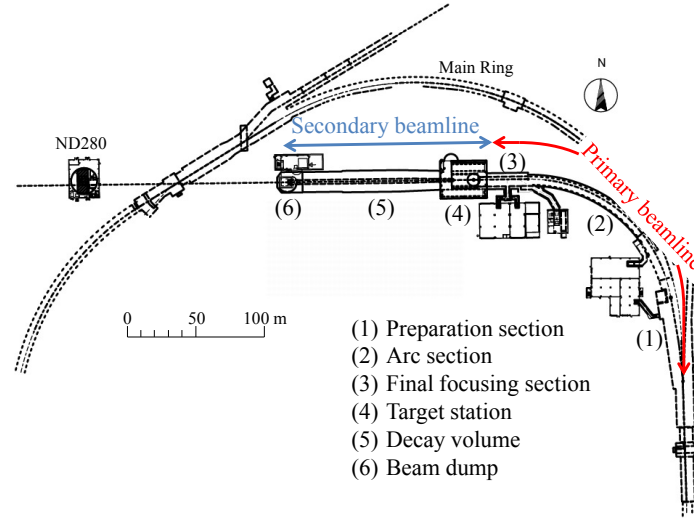 N
Main Ring
ND280
Secondary beamline
Primary beamline
(3)
(6)
(5)
(4)
(2)
(1)
0 50 100 m
(1) Preparation section
(2) Arc section
(3) Final focusing section
(4) Target station
(5) Decay volume
(6) Beam dump